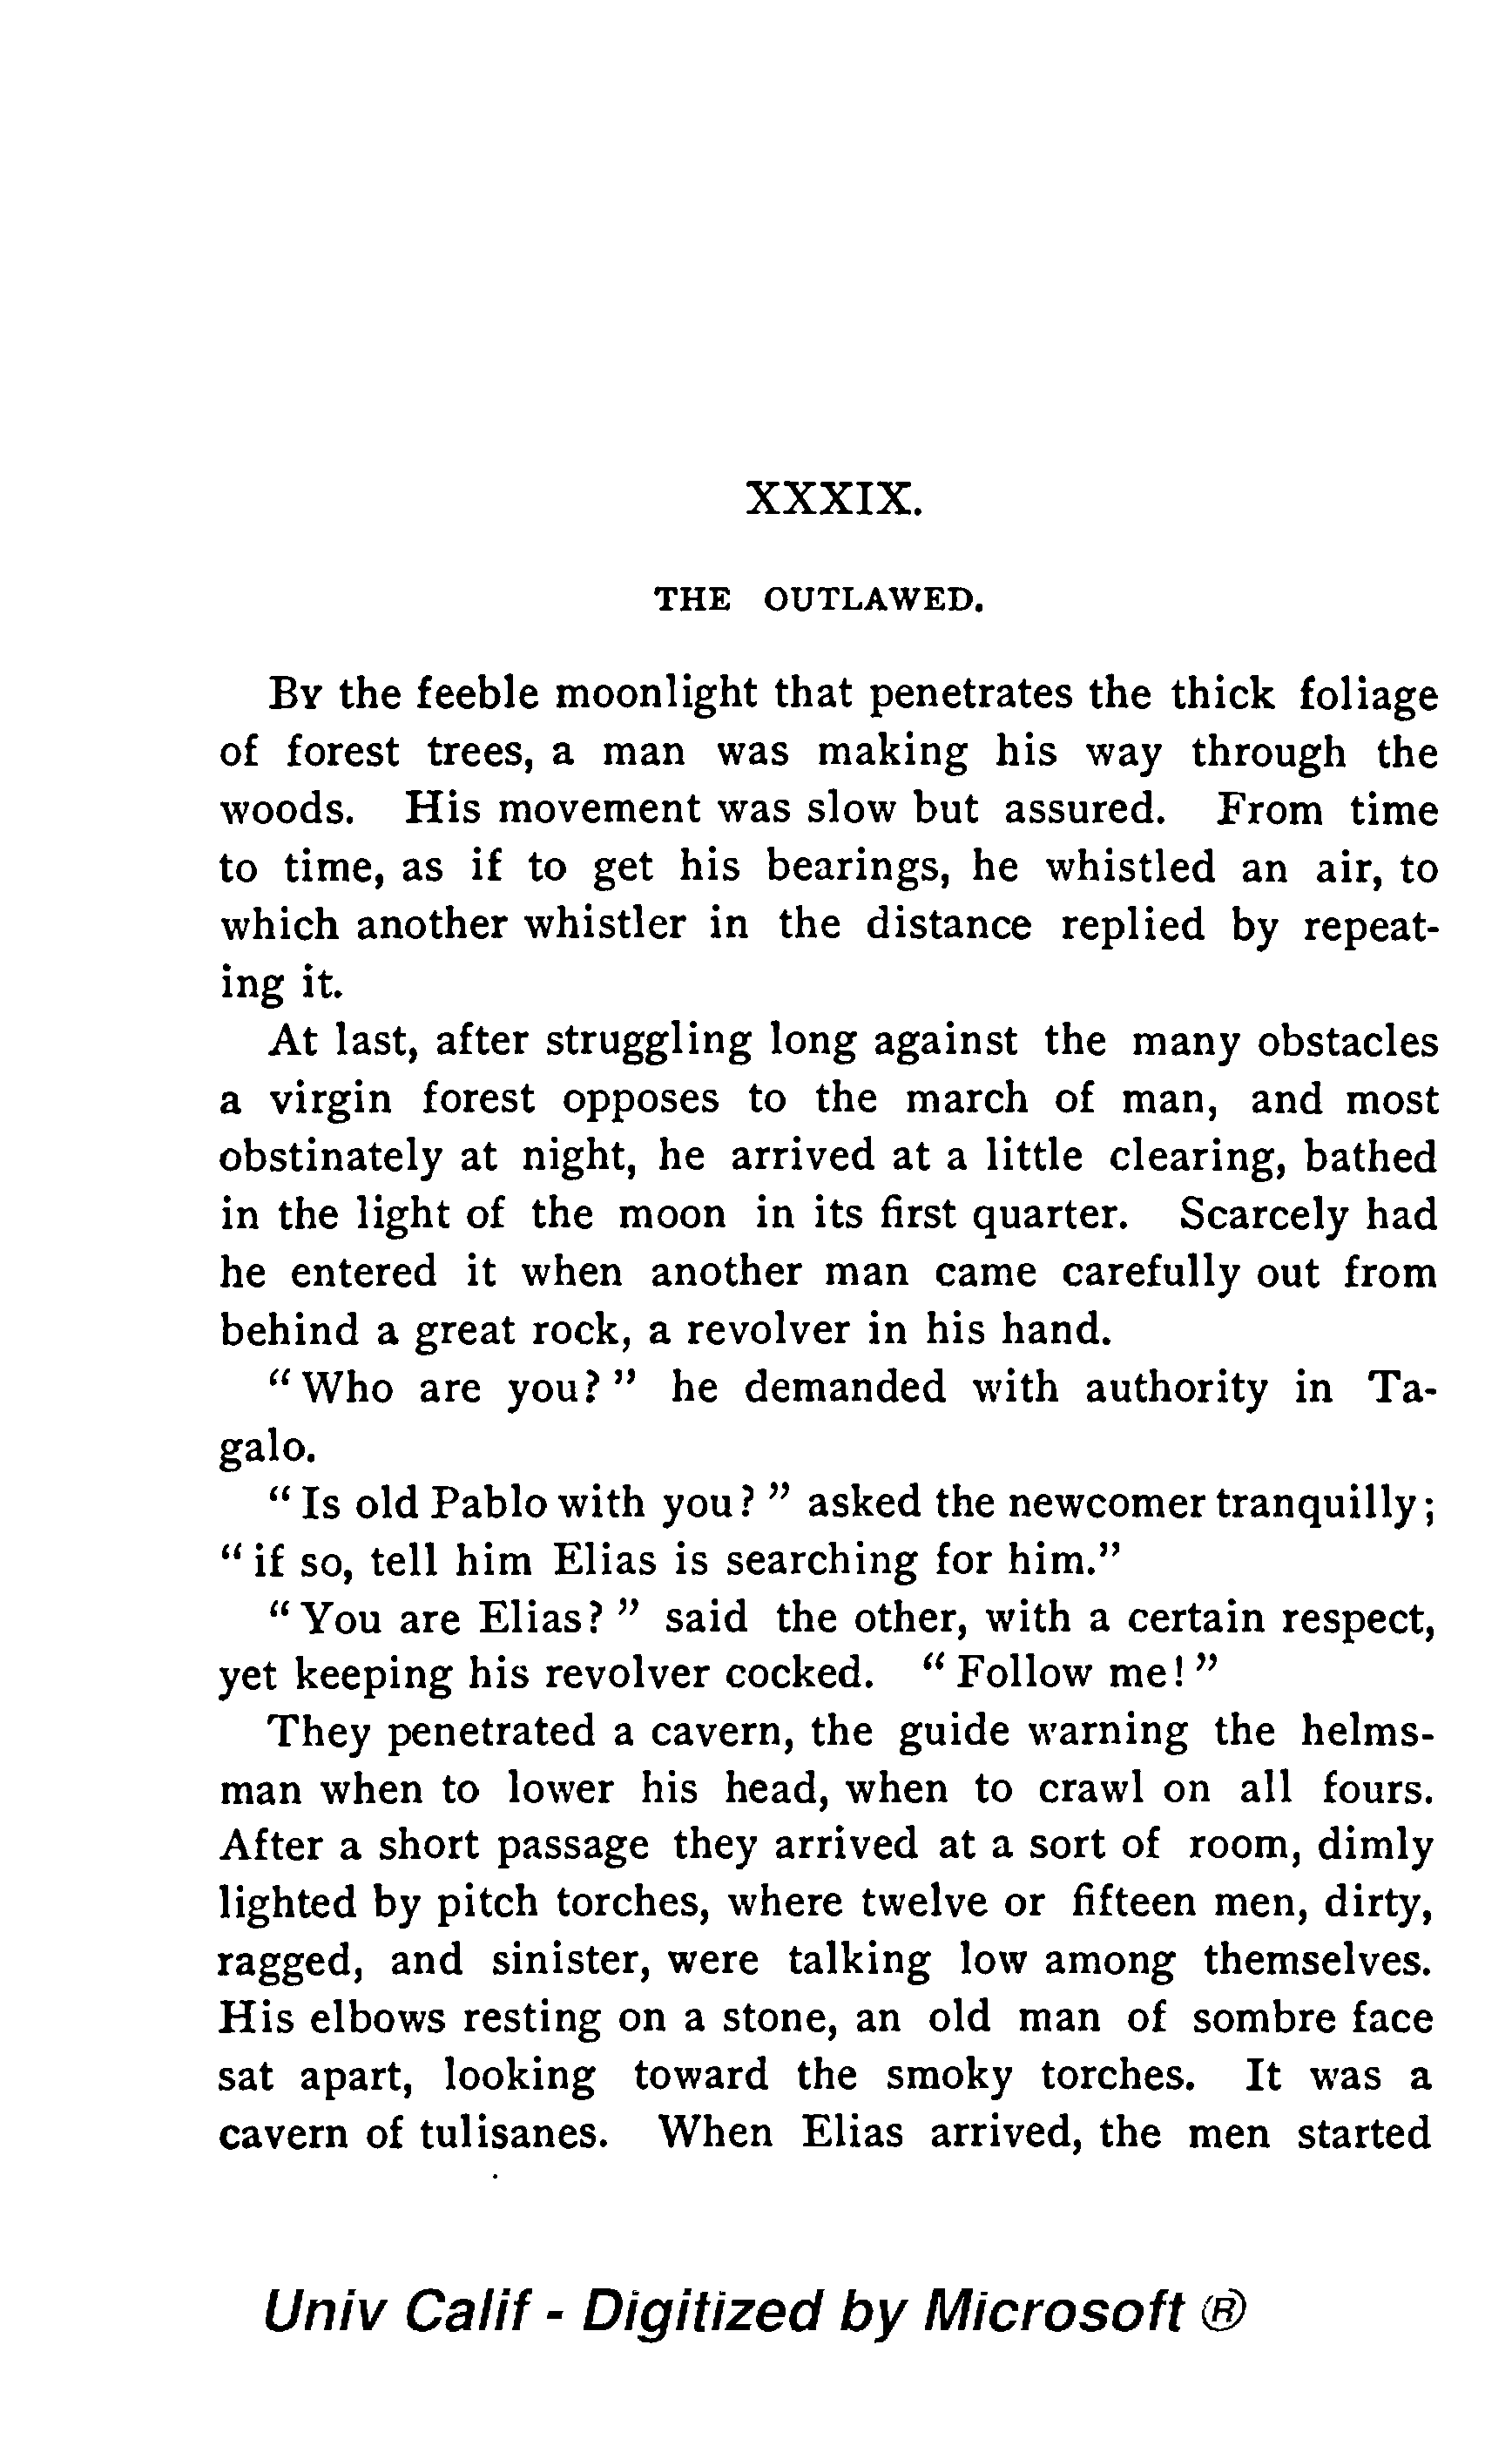 XXXIX.
THE OUTLAWED.
By the feeble moonlight that penetrates the thick foliage
of forest trees, a man was making his way through the
woods. His movement was slow but assured. From time
to time, as if to get his bearings, he whistled an air, to
which another whistler in the distance replied by repeat-
ing it.
At last, after struggling long against the many obstacles
a virgin forest opposes to the march of man, and most
obstinately at night, he arrived at a little clearing, bathed
in the light of the moon in its first quarter. Scarcely had
he entered it when another man came carefully out from
behind a great rock, a revolver in his hand.
"Who are you?" he demanded with authority in Ta-
galo.
"Is old Pablo with you?" asked the newcomer tranquilly;
"if so, tell him Elias is searching for him."
"You are Elias?" said the other, with a certain respect,
yet keeping his revolver cocked. "Follow me!"
They penetrated a cavern, the guide warning the helms-
man when to lower his head, when to crawl on all fours.
After a short passage they arrived at a sort of room, dimly
lighted by pitch torches, where twelve or fifteen men, dirty,
ragged, and sinister, were talking low among themselves.
His elbows resting on a stone, an old man of sombre face
sat apart, looking toward the smoky torches. It was a
cavern of tulisanes. When Elias arrived, the men started
Univ Calif - Digitized by Microsoft ®